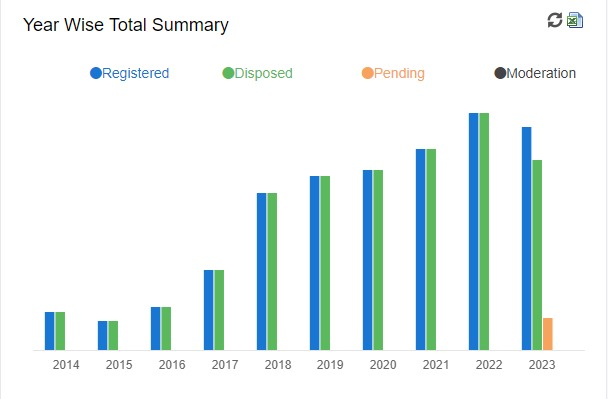 Year Wise Total Summary
Registered Disposed Pending Moderation
2014 2015 2016 2017 2018 2019 2020 2021 2022 2023